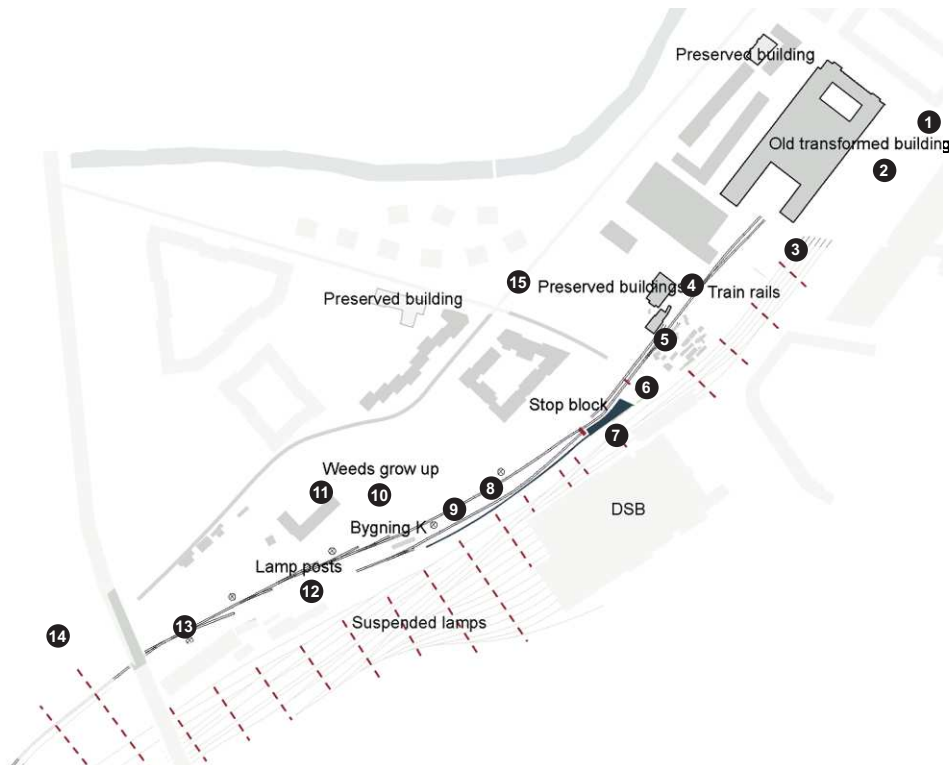 Preserved building
1
Old transformed building
2
3
15
Preserved buildings
4
Train rails
Preserved building
5
6
Stop block
7
Weeds grow up
11
10
8
9
DSB
Bygning K
Lamp posts
12
Suspended lamps
13
14